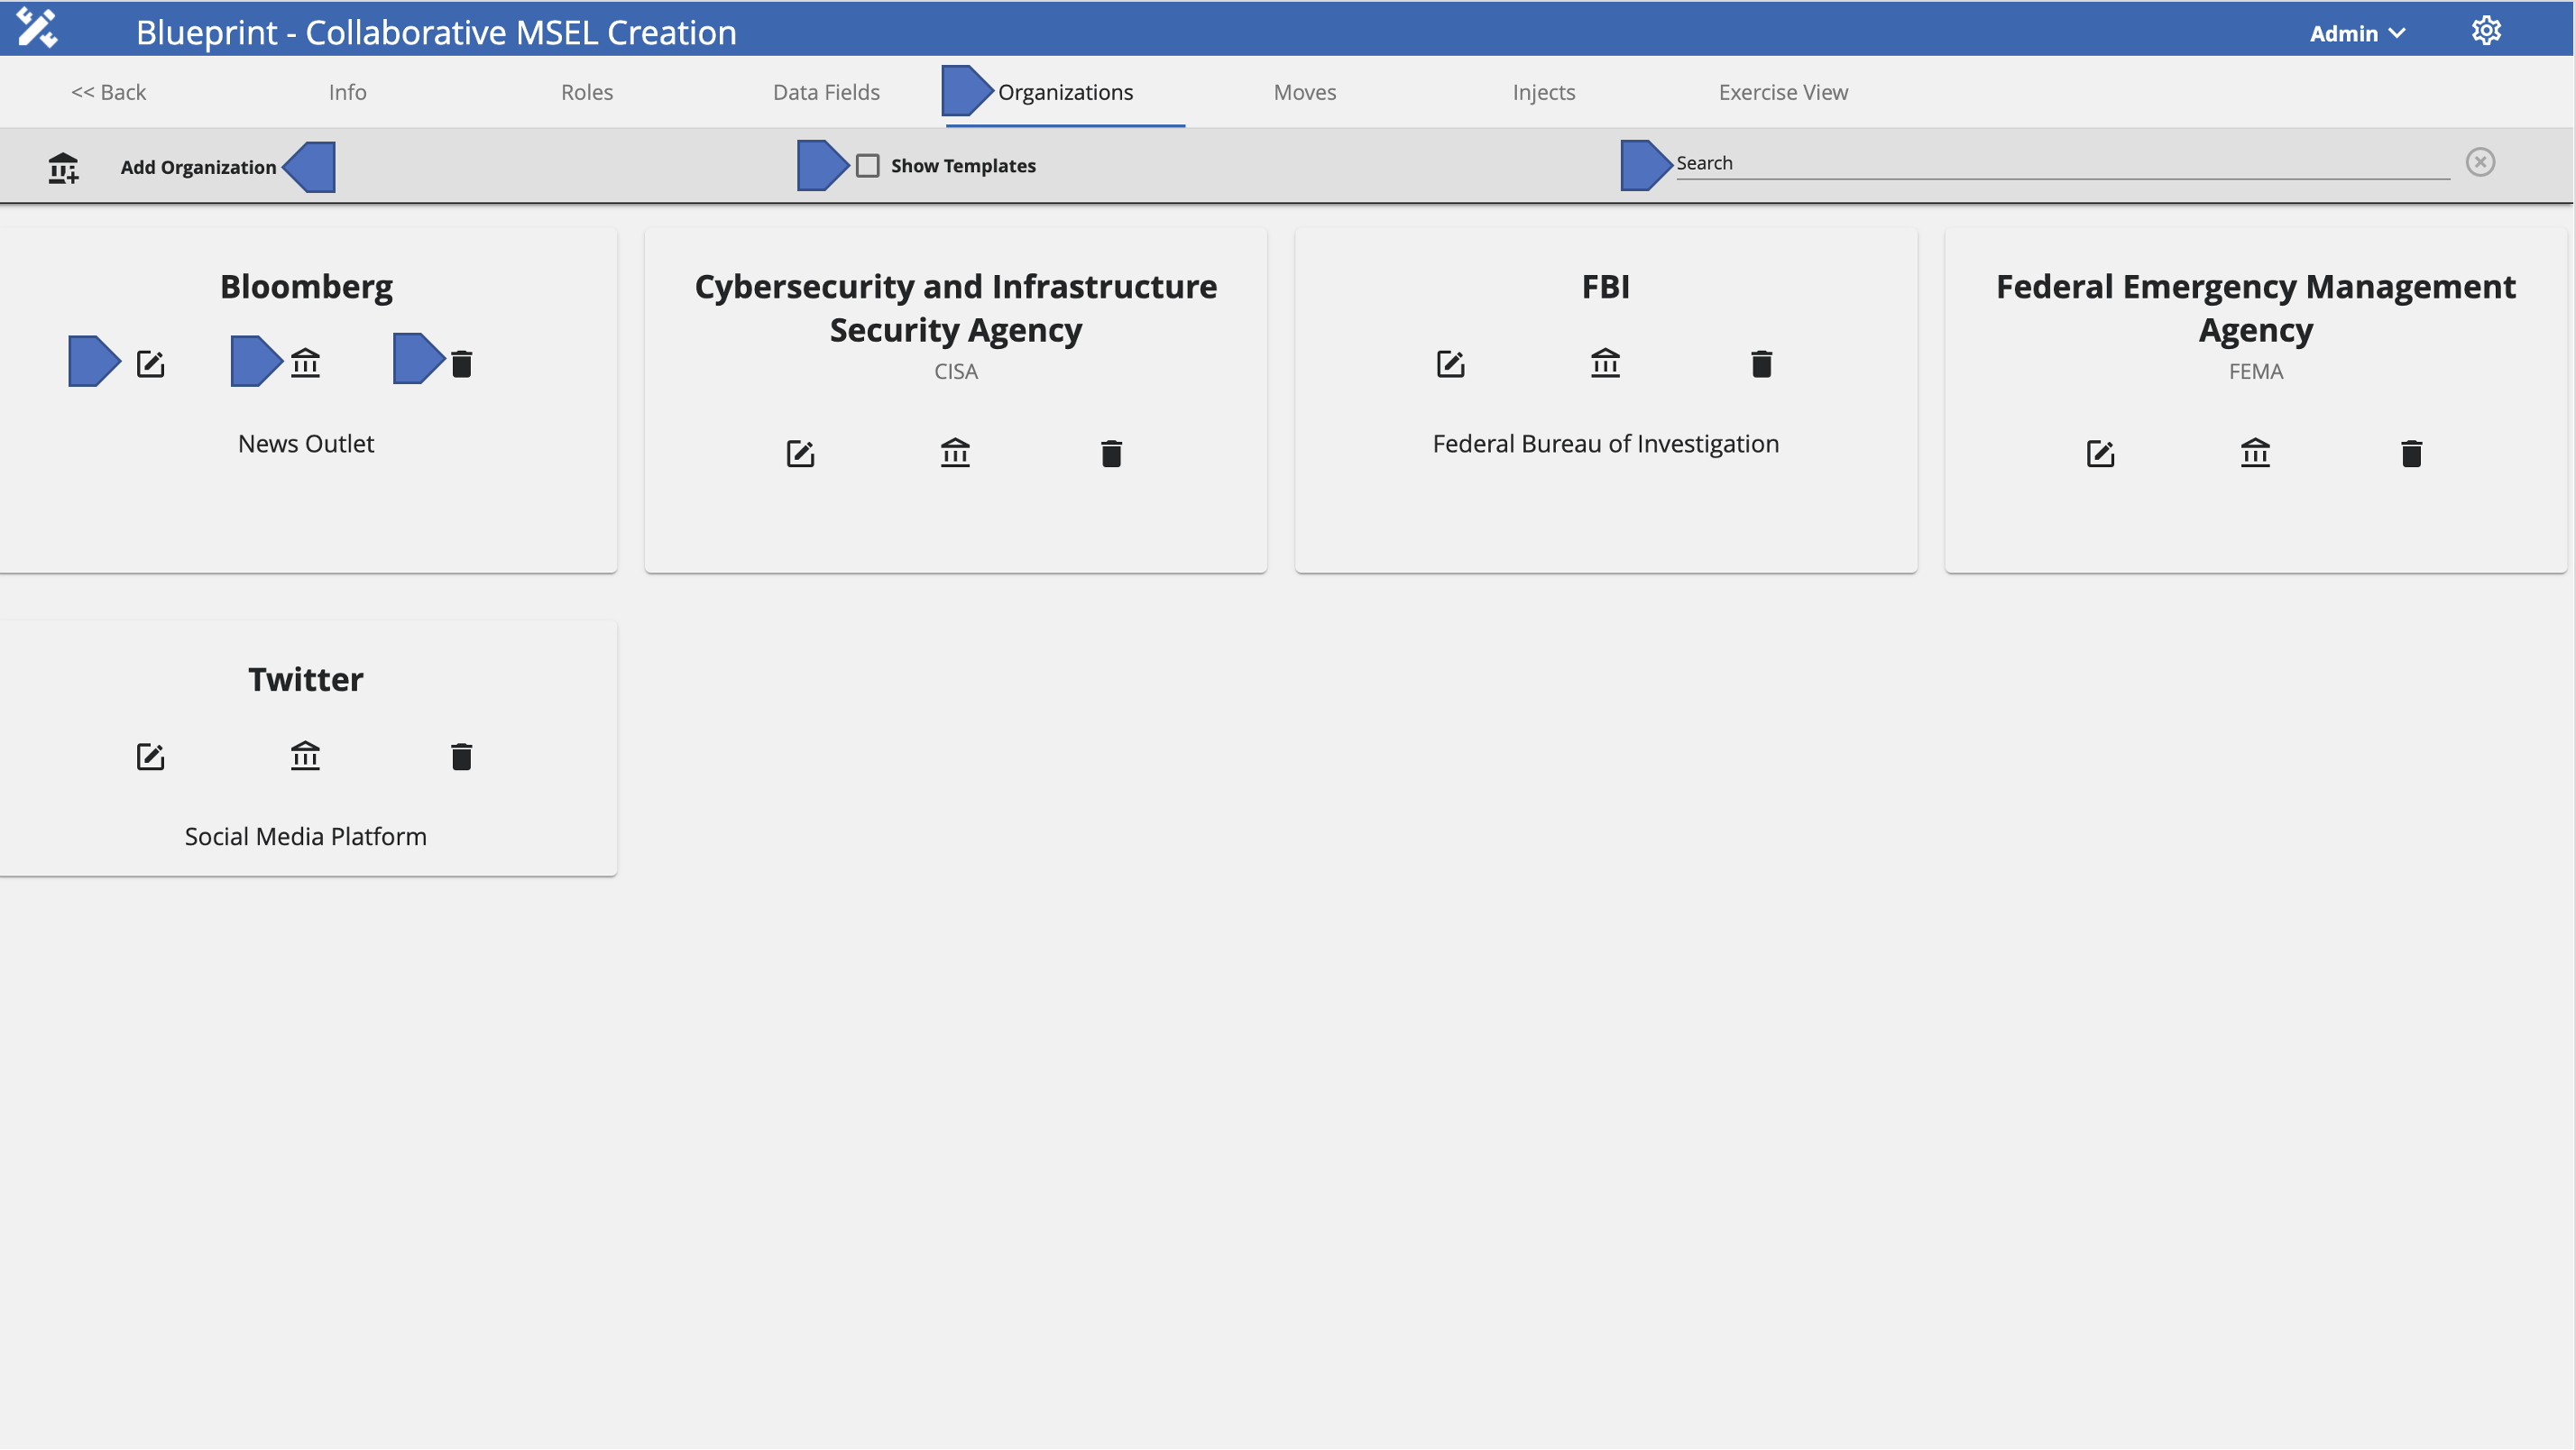 Blueprint - Collaborative MSEL Creation
Admin
<< Back
Info
Roles
Data Fields
Organizations
Moves
Injects
Exercise View
Add Organization
Show Templates
Search
Bloomberg
News Outlet
Cybersecurity and Infrastructure
Security Agency
CISA
FBI
Federal Bureau of Investigation
Federal Emergency Management
Agency
FEMA
Twitter
Social Media Platform